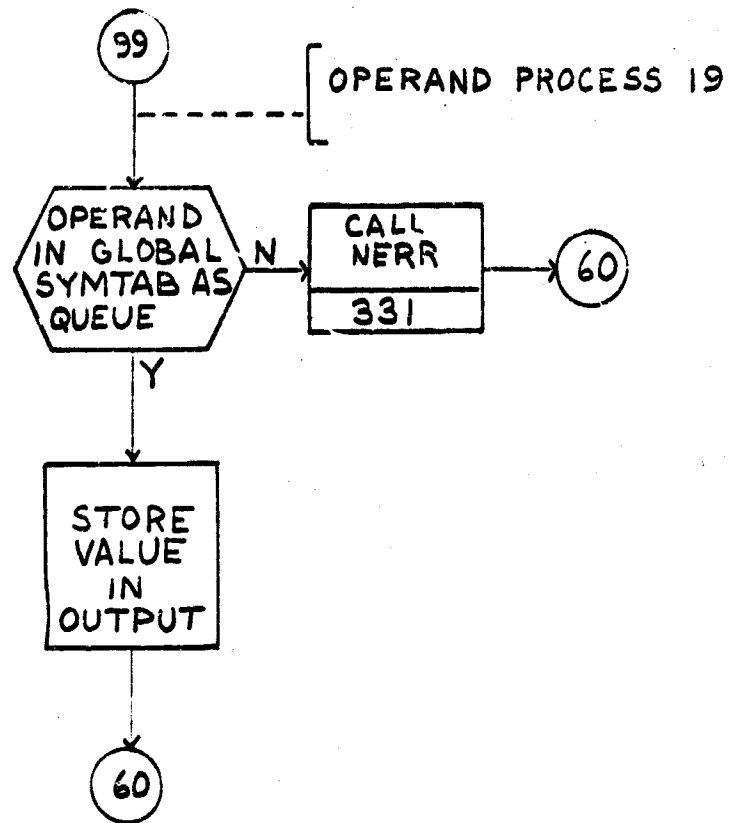 99
OPERAND PROCESS 19
OPERAND
IN GLOBAL
SYMTAB AS
QUEUE
N
CALL
NERR
331
60
Y
STORE
VALUE
IN
OUTPUT
60